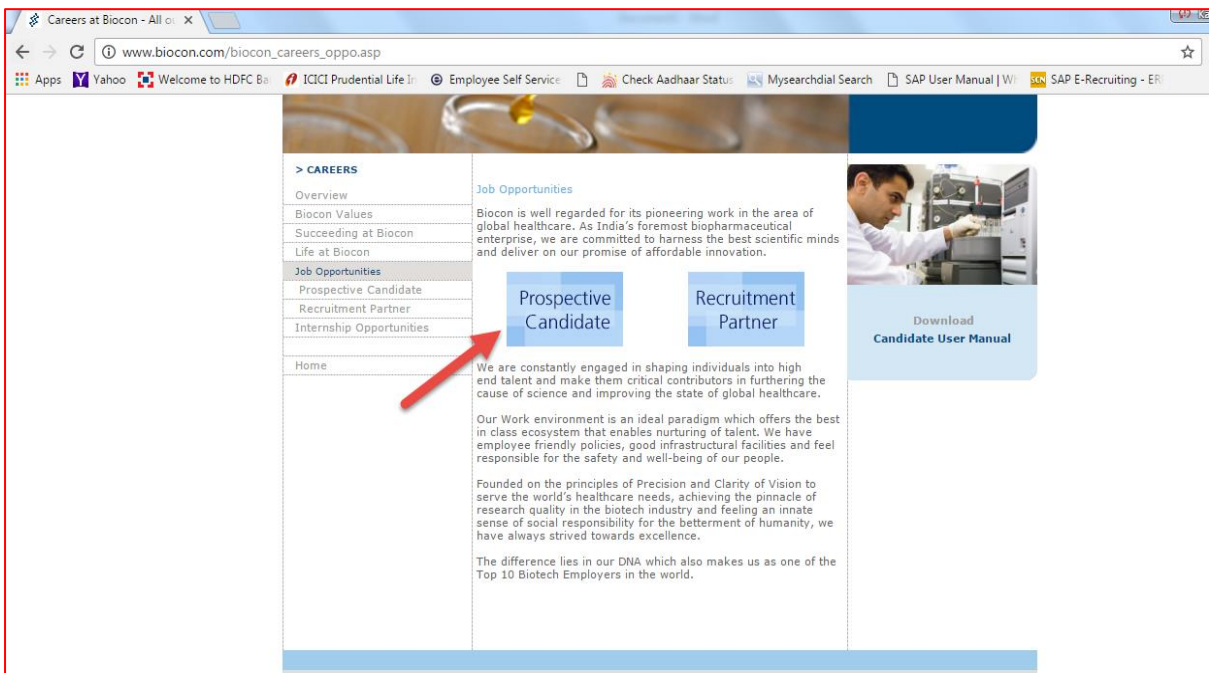 Careers at Biocon - All o
www.biocon.com/biocon_careers_oppo.asp
Apps Yahoo Welcome to HDFC Ba ICICI Prudential Life In Employee Self Service Check Aadhaar Status Mysearchdial Search SAP User Manual | W SCN SAP E-Recruiting - ER
> CAREERS
Overview
Biocon Values
Succeeding at Biocon
Life at Biocon
Job Opportunities
Prospective Candidate
Recruitment Partner
Internship Opportunities
Home
Job Opportunities
Biocon is well regarded for its pioneering work in the area of
global healthcare. As India's foremost biopharmaceutical
enterprise, we are committed to harness the best scientific minds
and deliver on our promise of affordable innovation.
Prospective
Candidate
Recruitment
Partner
We are constantly engaged in shaping individuals into high
end talent and make them critical contributors in furthering the
cause of science and improving the state of global healthcare.
Our Work environment is an ideal paradigm which offers the best
in class ecosystem that enables nurturing of talent. We have
employee friendly policies, good infrastructural facilities and feel
responsible for the safety and well-being of our people.
Founded on the principles of Precision and Clarity of Vision to
serve the world's healthcare needs, achieving the pinnacle of
research quality in the biotech industry and feeling an innate
sense of social responsibility for the betterment of humanity, we
have always strived towards excellence.
The difference lies in our DNA which also makes us as one of the
Top 10 Biotech Employers in the world.
Download
Candidate User Manual